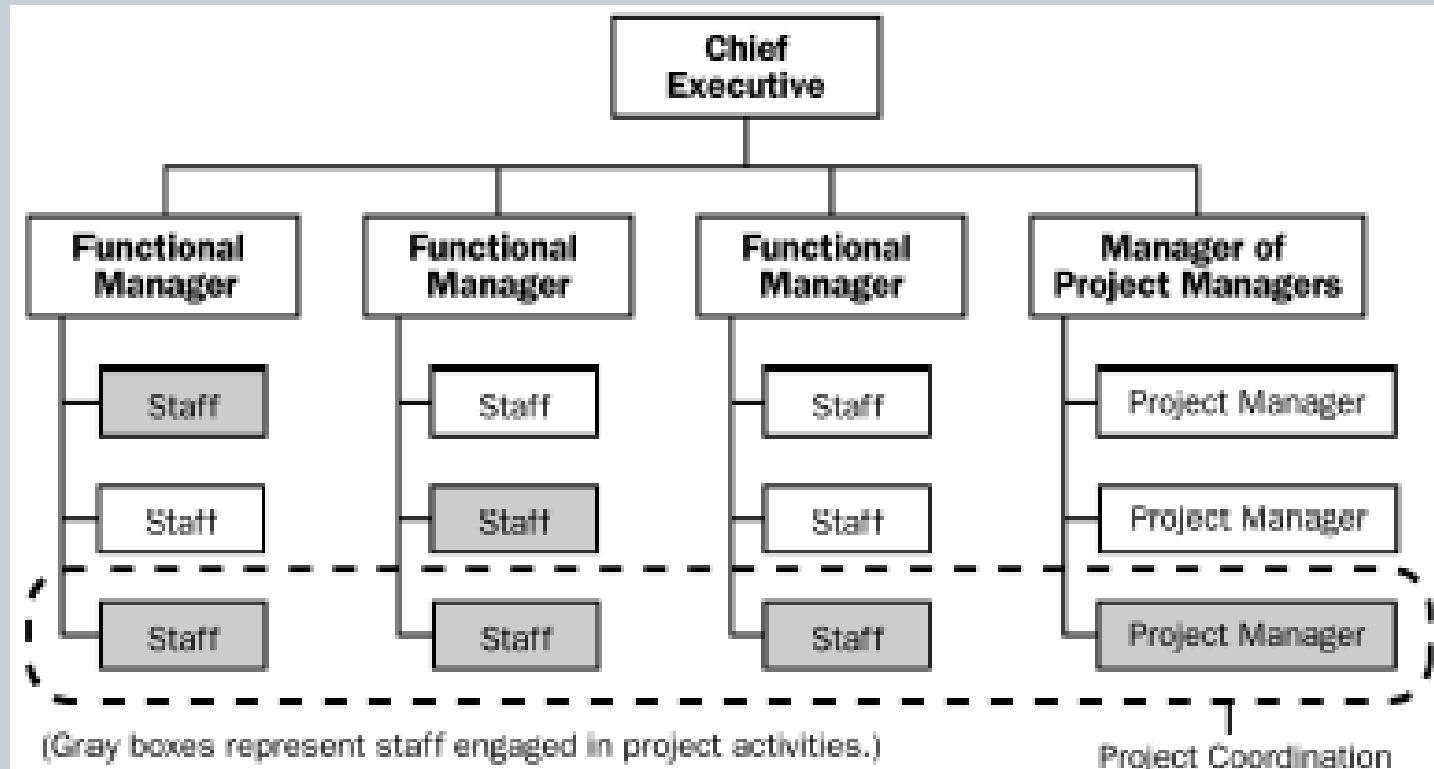 Chief
Executive
Functional
Manager
Functional
Manager
Functional
Manager
Manager of
Project Managers
Staff
Staff
Staff
Project Manager
Staff
Staff
Staff
Project Manager
Staff
Staff
Staff
Project Manager
(Gray boxes represent staff engaged in project activities.)
Project Coordination